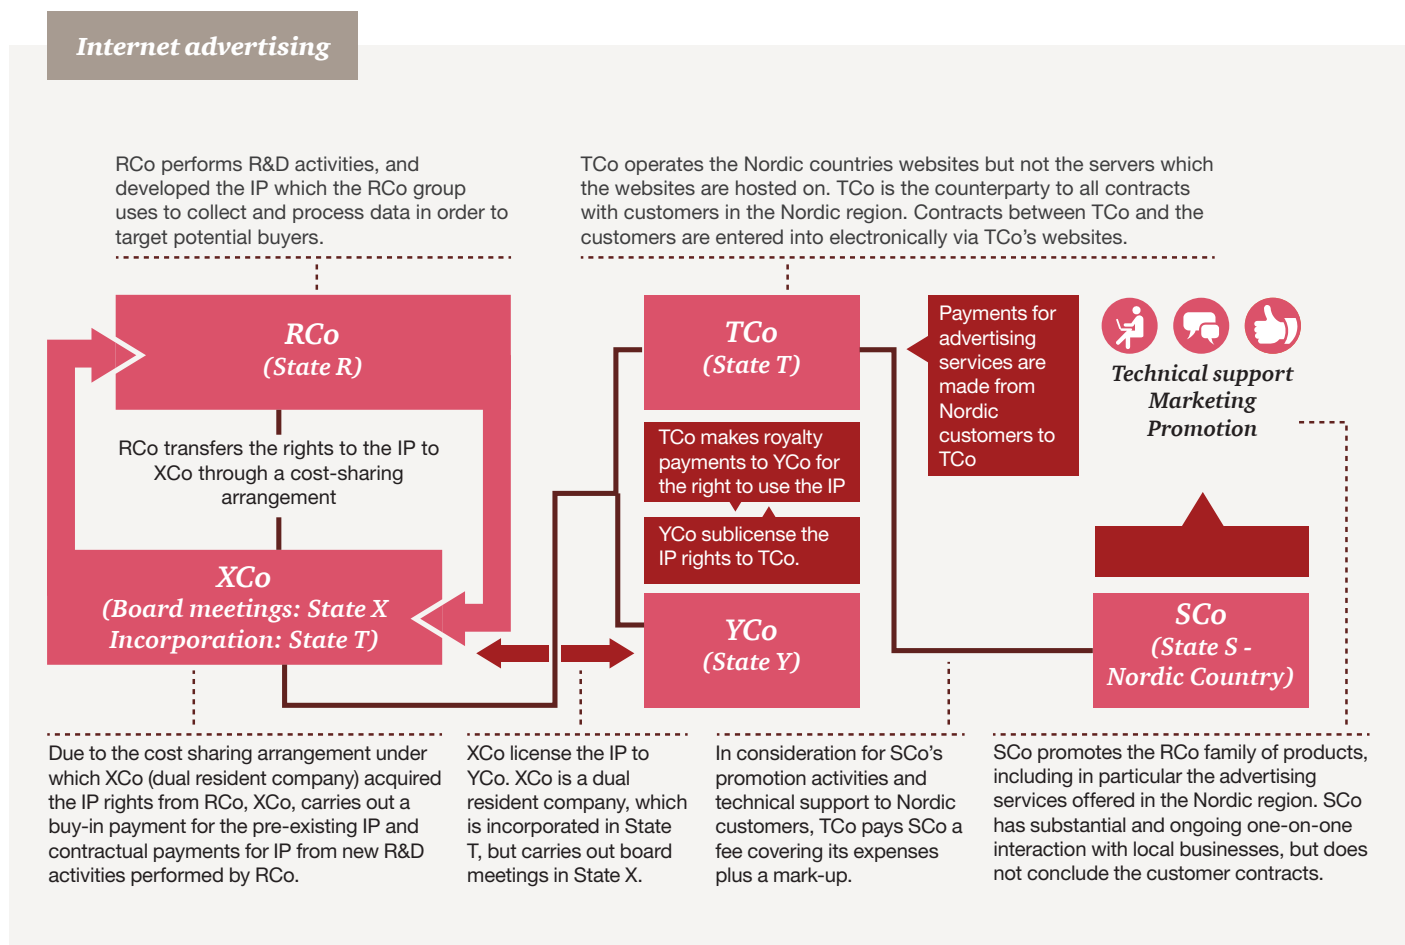 Internet advertising
RCo performs R&D activities, and
developed the IP which the RCo group
uses to collect and process data in order to
target potential buyers.
TCo operates the Nordic countries websites but not the servers which
the websites are hosted on. TCo is the counterparty to all contracts
with customers in the Nordic region. Contracts between TCo and the
customers are entered into electronically via TCo's websites.
RCo
(State R)
TCo
(State T)
Payments for
advertising
services are
made from
Nordic
customers to
TCo
Technical support
Marketing
Promotion
RCo transfers the rights to the IP to
XCo through a cost-sharing
arrangement
TCo makes royalty
payments to YCo for
the right to use the IP
YCo sublicense the
IP rights to TCo.
XCo
(Board meetings: State X
Incorporation: State T)
YCo
(State Y)
SCo
(State S -
Nordic Country)
Due to the cost sharing arrangement under
which XCo (dual resident company) acquired
the IP rights from RCo, XCo, carries out a
buy-in payment for the pre-existing IP and
contractual payments for IP from new R&D
activities performed by RCo.
XCo license the IP to
YCo. XCo is a dual
resident company, which
is incorporated in State
T, but carries out board
meetings in State X.
In consideration for SCo's
promotion activities and
technical support to Nordic
customers, TCo pays SCo a
fee covering its expenses
plus a mark-up.
SCo promotes the RCo family of products,
including in particular the advertising
services offered in the Nordic region. SCo
has substantial and ongoing one-on-one
interaction with local businesses, but does
not conclude the customer contracts.